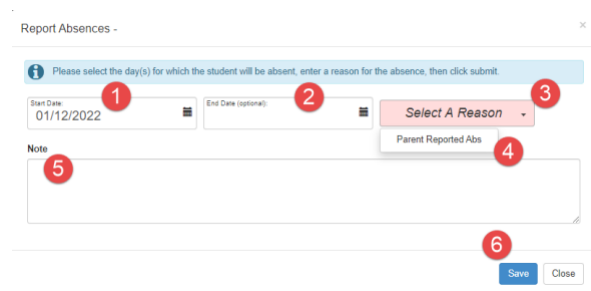 Report Absences -
×
Please select the day(s) for which the student will be absent, enter a reason for the absence, then click submit.
Start Date:
01/12/2022
1
End Date (optional):
2
Select A Reason
3
Parent Reported Abs
4
Note
5
6
Save
Close